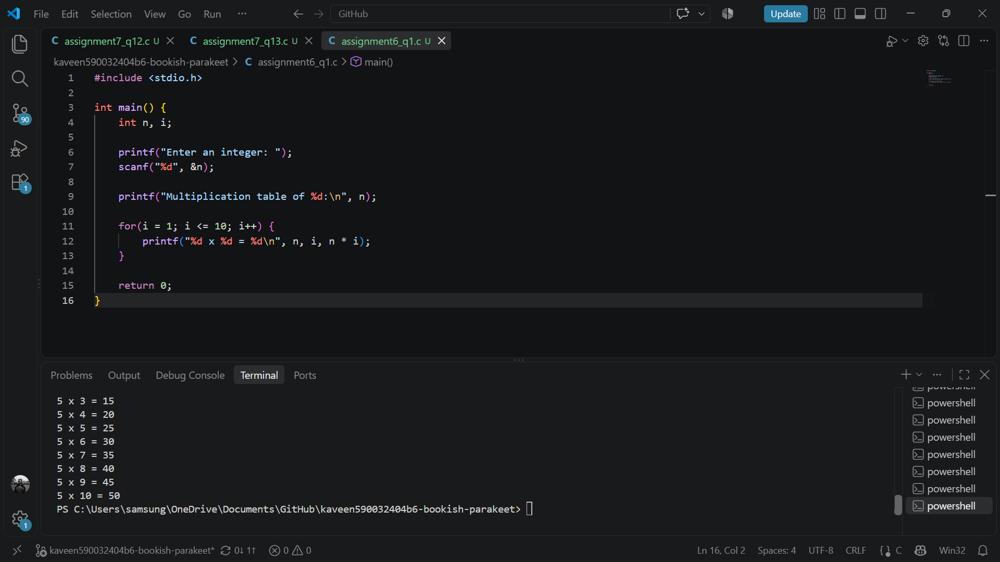 File Edit Selection View Go Run ··· GitHub Update
C assignment7_q12.c U C assignment7_q13.c U C assignment6_q1.c U
kaveen590032404b6-bookish-parakeet > C assignment6_q1.c > main()
1 #include <stdio.h>
2
3 int main() {
4     int n, i;
5
6     printf("Enter an integer: ");
7     scanf("%d", &n);
8
9     printf("Multiplication table of %d:\n", n);
10
11     for(i = 1; i <= 10; i++) {
12         printf("%d x %d = %d\n", n, i, n * i);
13     }
14
15     return 0;
16 }
90
1
Problems Output Debug Console Terminal Ports
5 x 3 = 15
5 x 4 = 20
5 x 5 = 25
5 x 6 = 30
5 x 7 = 35
5 x 8 = 40
5 x 9 = 45
5 x 10 = 50
PS C:\Users\samsung\OneDrive\Documents\GitHub\kaveen590032404b6-bookish-parakeet>
powershell
powershell
powershell
powershell
powershell
powershell
powershell
powershell
1
kaveen590032404b6-bookish-parakeet* 0↓ 1↑ 0 0 Ln 16, Col 2 Spaces: 4 UTF-8 CRLF { } C Win32